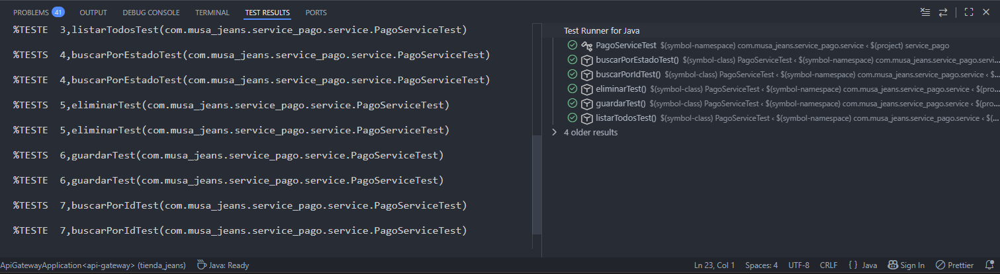 PROBLEMS 41 OUTPUT DEBUG CONSOLE TERMINAL TEST RESULTS PORTS
%TESTE 3,listarTodosTest(com.musa_jeans.service_pago.service.PagoServiceTest)
%TESTS 4,buscarPorEstadoTest(com.musa_jeans.service_pago.service.PagoServiceTest)
%TESTE 4,buscarPorEstadoTest(com.musa_jeans.service_pago.service.PagoServiceTest)
%TESTS 5,eliminarTest(com.musa_jeans.service_pago.service.PagoServiceTest)
%TESTE 5,eliminarTest(com.musa_jeans.service_pago.service.PagoServiceTest)
%TESTS 6,guardarTest(com.musa_jeans.service_pago.service.PagoServiceTest)
%TESTE 6,guardarTest(com.musa_jeans.service_pago.service.PagoServiceTest)
%TESTS 7,buscarPorIdTest(com.musa_jeans.service_pago.service.PagoServiceTest)
%TESTE 7,buscarPorIdTest(com.musa_jeans.service_pago.service.PagoServiceTest)
Test Runner for Java
PagoServiceTest $(symbol-namespace) com.musa_jeans.service_pago.service ‹ $(project) service_pago
buscarPorEstadoTest() $(symbol-class) PagoServiceTest ‹ $(symbol-namespace) com.musa_jeans.service_pago.servi...
buscarPorIdTest() $(symbol-class) PagoServiceTest ‹ $(symbol-namespace) com.musa_jeans.service_pago.service ‹ $...
eliminarTest() $(symbol-class) PagoServiceTest ‹ $(symbol-namespace) com.musa_jeans.service_pago.service ‹ $(pro...
guardarTest() $(symbol-class) PagoServiceTest ‹ $(symbol-namespace) com.musa_jeans.service_pago.service ‹ $(pro...
listarTodosTest() $(symbol-class) PagoServiceTest ‹ $(symbol-namespace) com.musa_jeans.service_pago.service ‹ $(...
4 older results
ApiGatewayApplication<api-gateway> (tienda_jeans) Java: Ready Ln 23, Col 1 Spaces: 4 UTF-8 CRLF { } Java Sign In Prettier